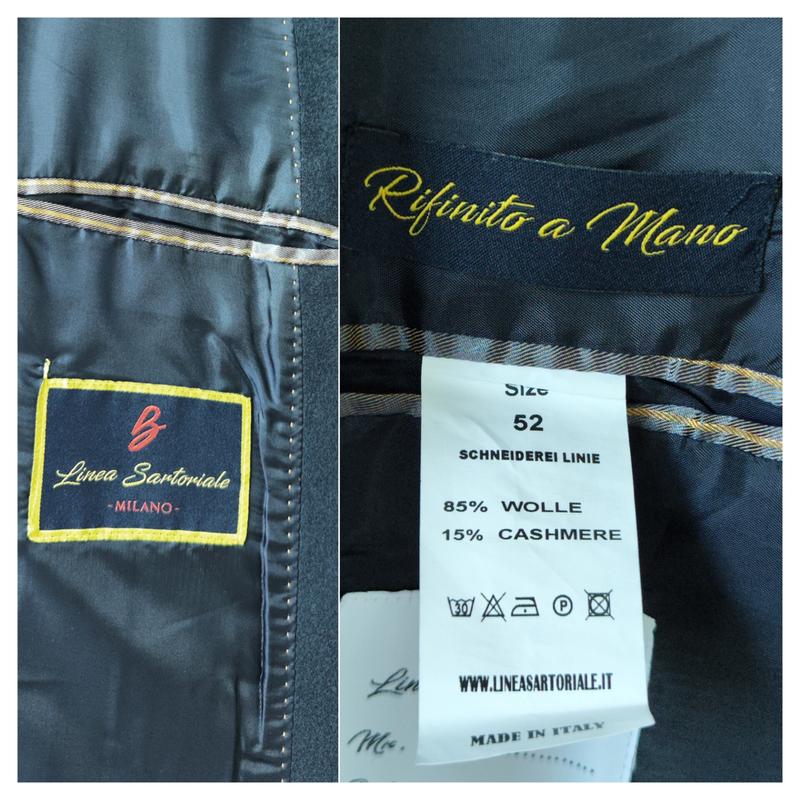 B
Linea Sartoriale
-MILANO-
Rifinito a Mano
Size
52
SCHNEIDEREI LINIE
85% WOLLE
15% CASHMERE
30 P
WWW.LINEASARTORIALE.IT
MADE IN ITALY